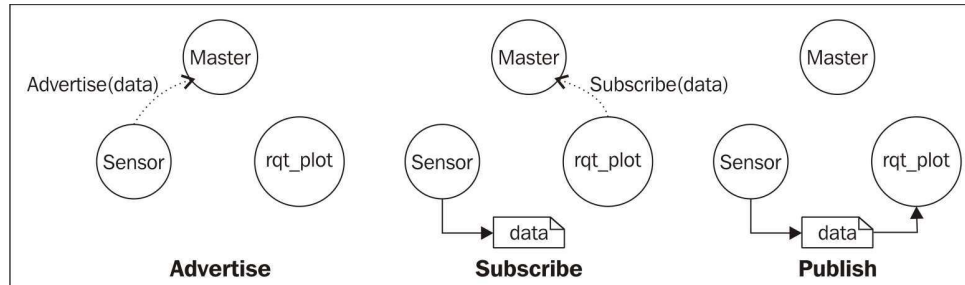 Master
Advertise(data)
Sensor
rqt_plot
Advertise
Master
Subscribe(data)
Sensor
rqt_plot
data
Subscribe
Master
Sensor
rqt_plot
data
Publish